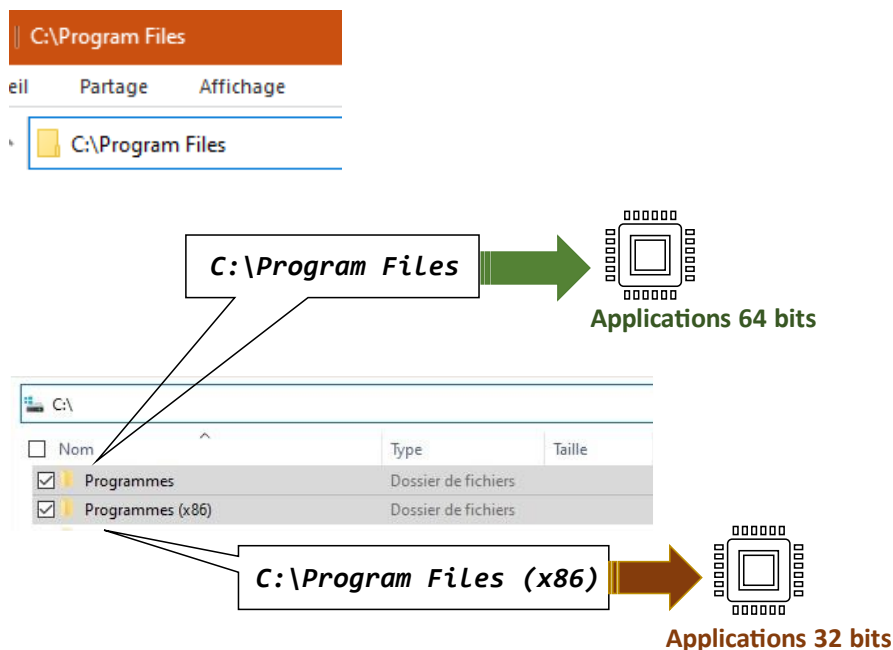 C:\Program Files
eil Partage Affichage
C:\Program Files
C:\Program Files
Applications 64 bits
C:\
Nom Type Taille
Programmes Dossier de fichiers
Programmes (x86) Dossier de fichiers
C:\Program Files (x86)
Applications 32 bits